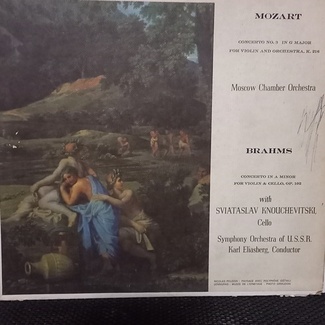 MOZART
CONCERTO NO. 3 IN G MAJOR
FOR VIOLIN AND ORCHESTRA, K. 216
Moscow Chamber Orchestra
BRAHMS
CONCERTO IN A MINOR
FOR VIOLIN & CELLO, OP. 102
with
SVIATASLAV KNOUCHEVITSKI,
Cello
Symphony Orchestra of U.S.S.R.
Karl Eliasberg, Conductor